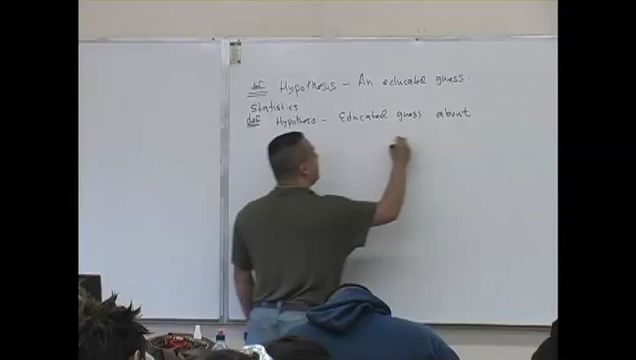 def Hypothesis - An educated guess.
Statistics
def Hypothesis - Educated guess about